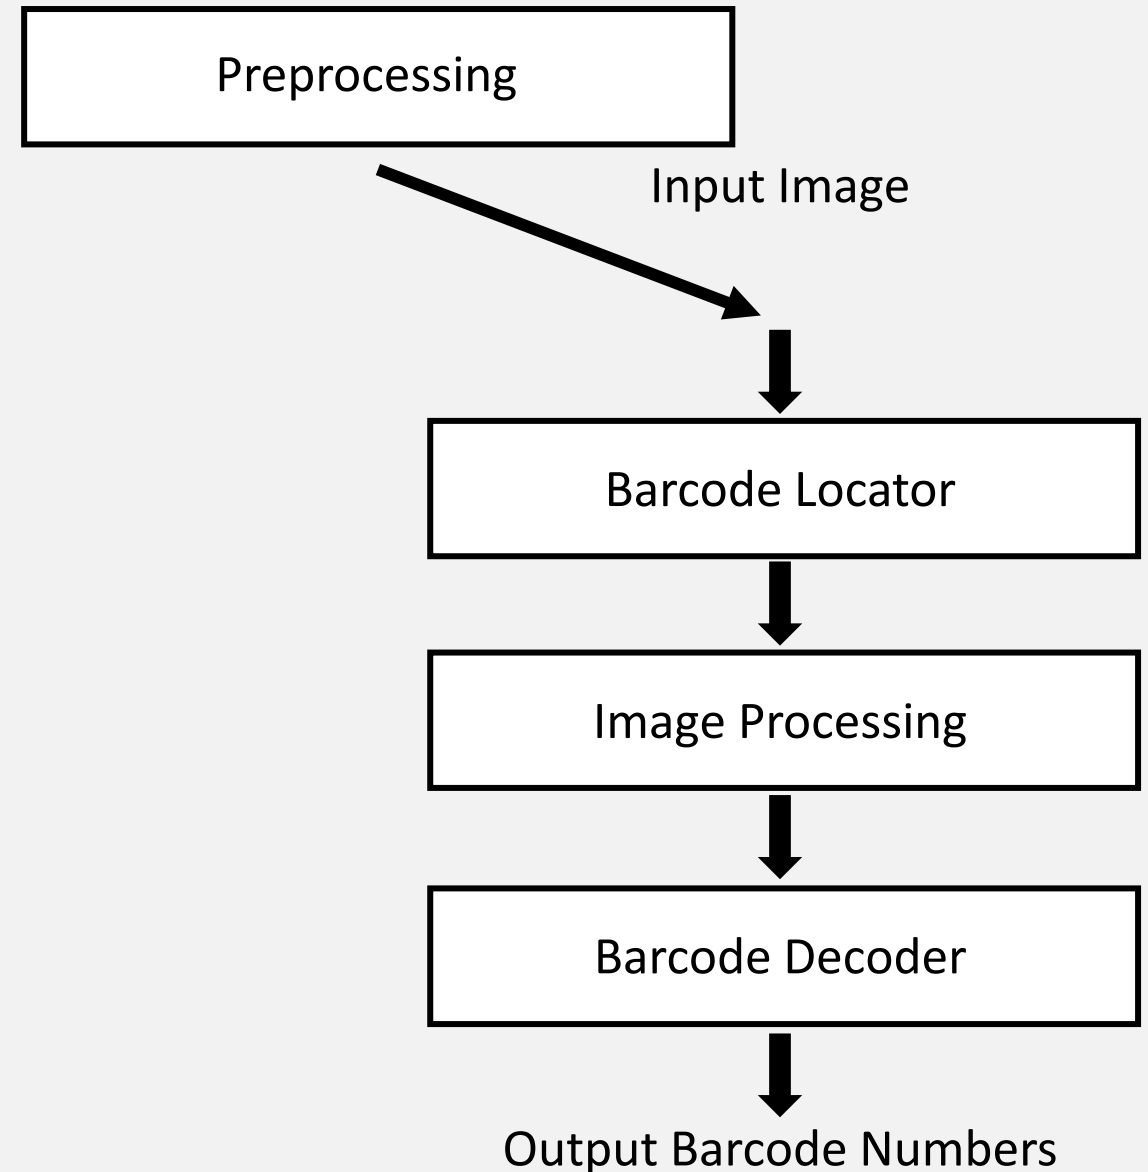 Preprocessing
Input Image
Barcode Locator
Image Processing
Barcode Decoder
Output Barcode Numbers